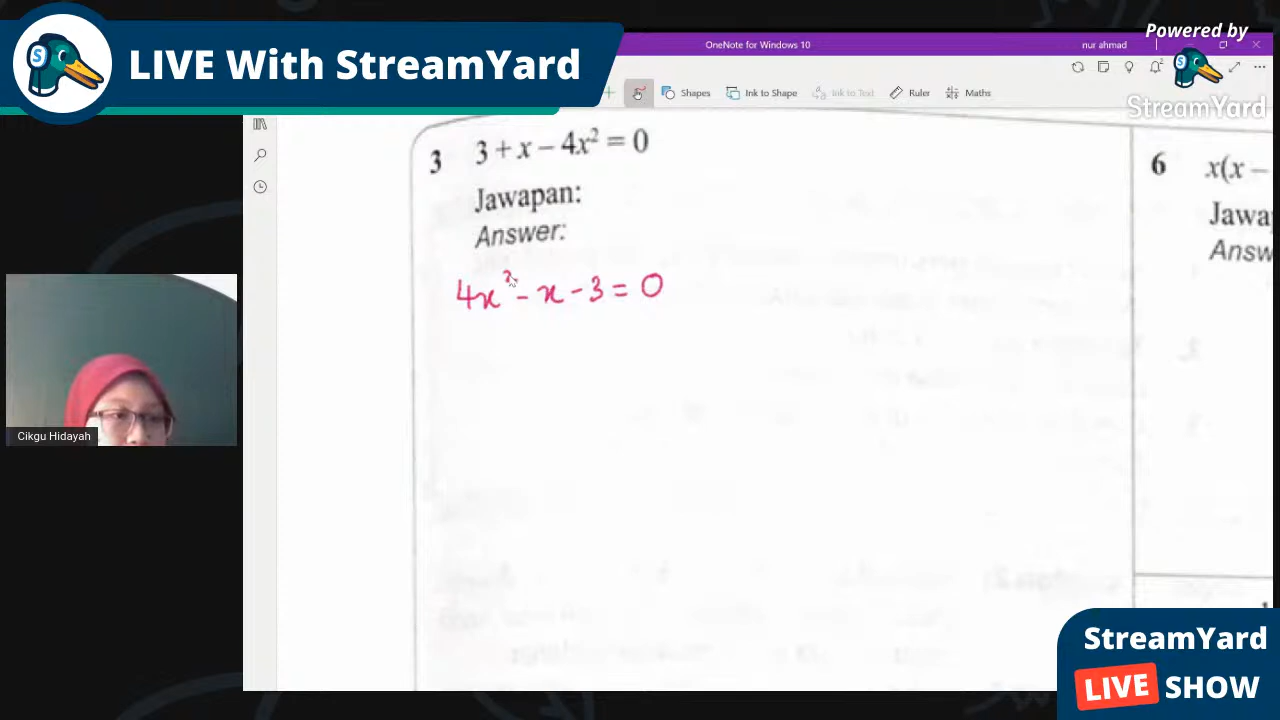 LIVE With StreamYard
Powered by
StreamYard
OneNote for Windows 10
nur ahmad
Shapes
Ink to Shape
Ink to Text
Ruler
Maths
3 3 + x − 4x² = 0
Jawapan:
Answer:
4x² - x - 3 = 0
6 x(x −
Jawa
Answ
Cikgu Hidayah
StreamYard
LIVE SHOW